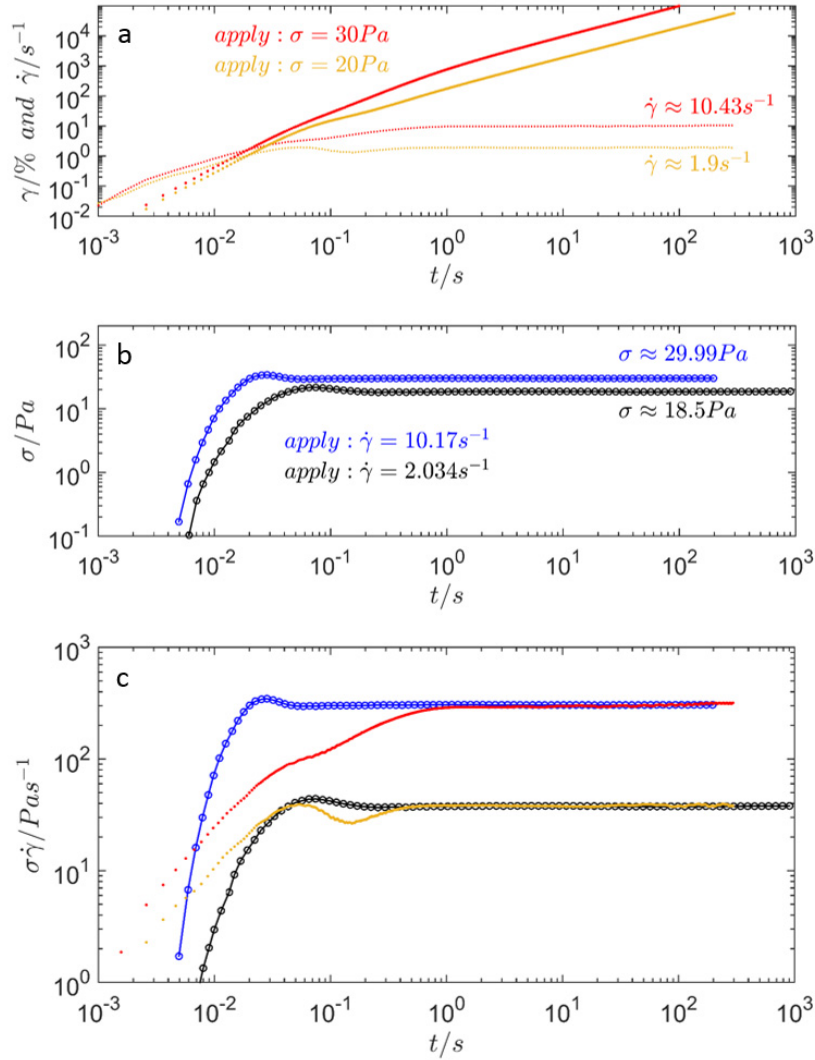 a
apply : σ = 30Pa
apply : σ = 20Pa
γ̇ ≈ 10.43s⁻¹
γ̇ ≈ 1.9s⁻¹
γ/% and γ̇/s⁻¹
10⁴
10³
10²
10¹
10⁰
10⁻¹
10⁻²
10⁻³ 10⁻² 10⁻¹ 10⁰ 10¹ 10² 10³
t/s
b
σ ≈ 29.99Pa
σ ≈ 18.5Pa
apply : γ̇ = 10.17s⁻¹
apply : γ̇ = 2.034s⁻¹
σ/Pa
10²
10¹
10⁰
10⁻¹
10⁻³ 10⁻² 10⁻¹ 10⁰ 10¹ 10² 10³
t/s
c
σγ̇/Pas⁻¹
10³
10²
10¹
10⁰
10⁻³ 10⁻² 10⁻¹ 10⁰ 10¹ 10² 10³
t/s